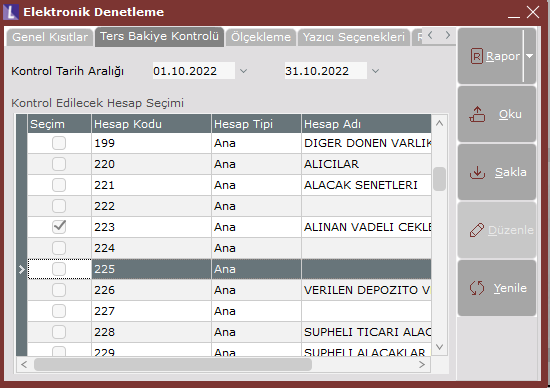 Elektronik Denetleme
Genel Kısıtlar Ters Bakiye Kontrolü Ölçekleme Yazıcı Seçenekleri
Kontrol Tarih Aralığı 01.10.2022 31.10.2022
Kontrol Edilecek Hesap Seçimi
Seçim Hesap Kodu Hesap Tipi Hesap Adı
199 Ana DIGER DONEN VARLIK
220 Ana ALICILAR
221 Ana ALACAK SENETLERI
222 Ana
223 Ana ALINAN VADELI CEKLE
224 Ana
225 Ana
226 Ana VERILEN DEPOZITO V
227 Ana
228 Ana SUPHELI TICARI ALAC
229 Ana SUPHELI ALACAKLAR
Rapor
Oku
Sakla
Düzenle
Yenile